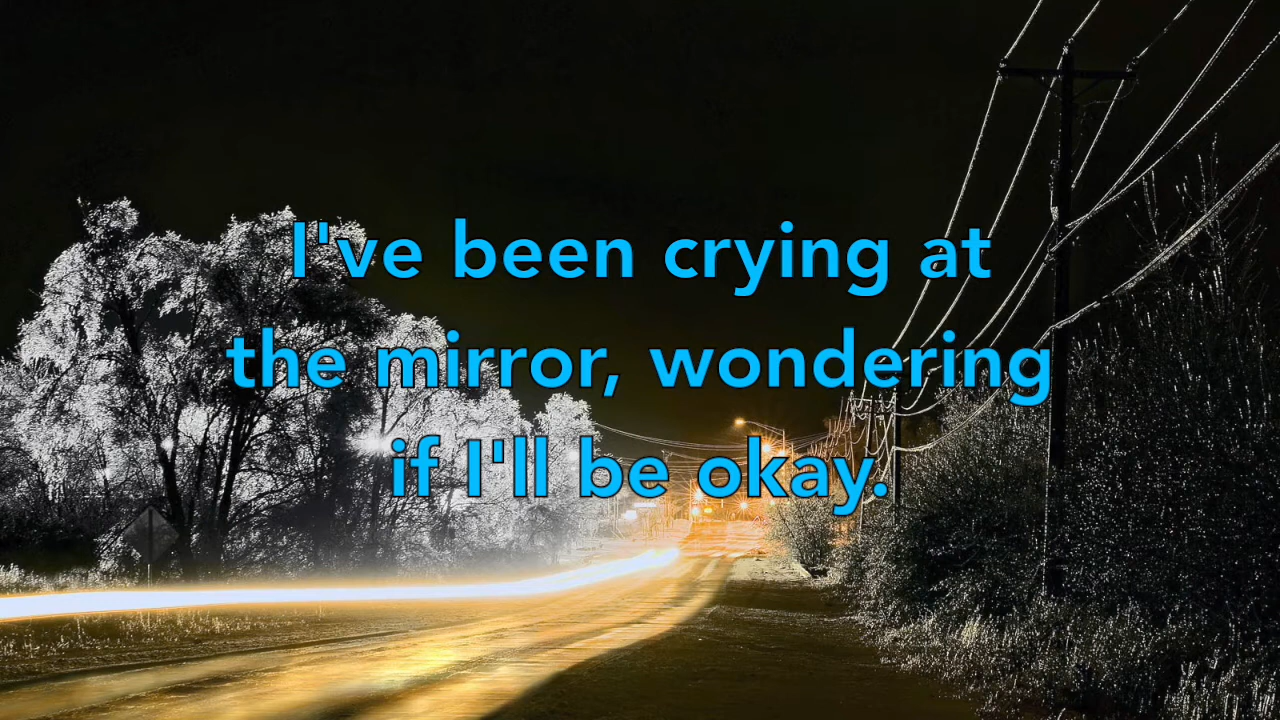 I've been crying at
the mirror, wondering
if I'll be okay.